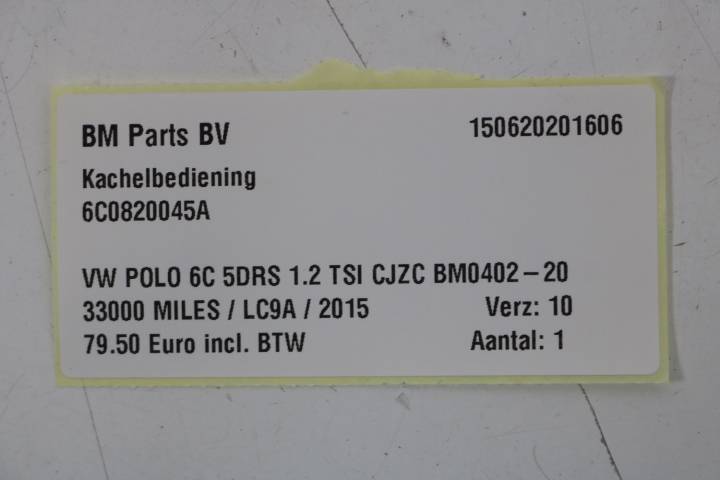 BM Parts BV 150620201606
Kachelbediening
6C0820045A
VW POLO 6C 5DRS 1.2 TSI CJZC BM0402-20
33000 MILES / LC9A / 2015 Verz: 10
79.50 Euro incl. BTW Aantal: 1